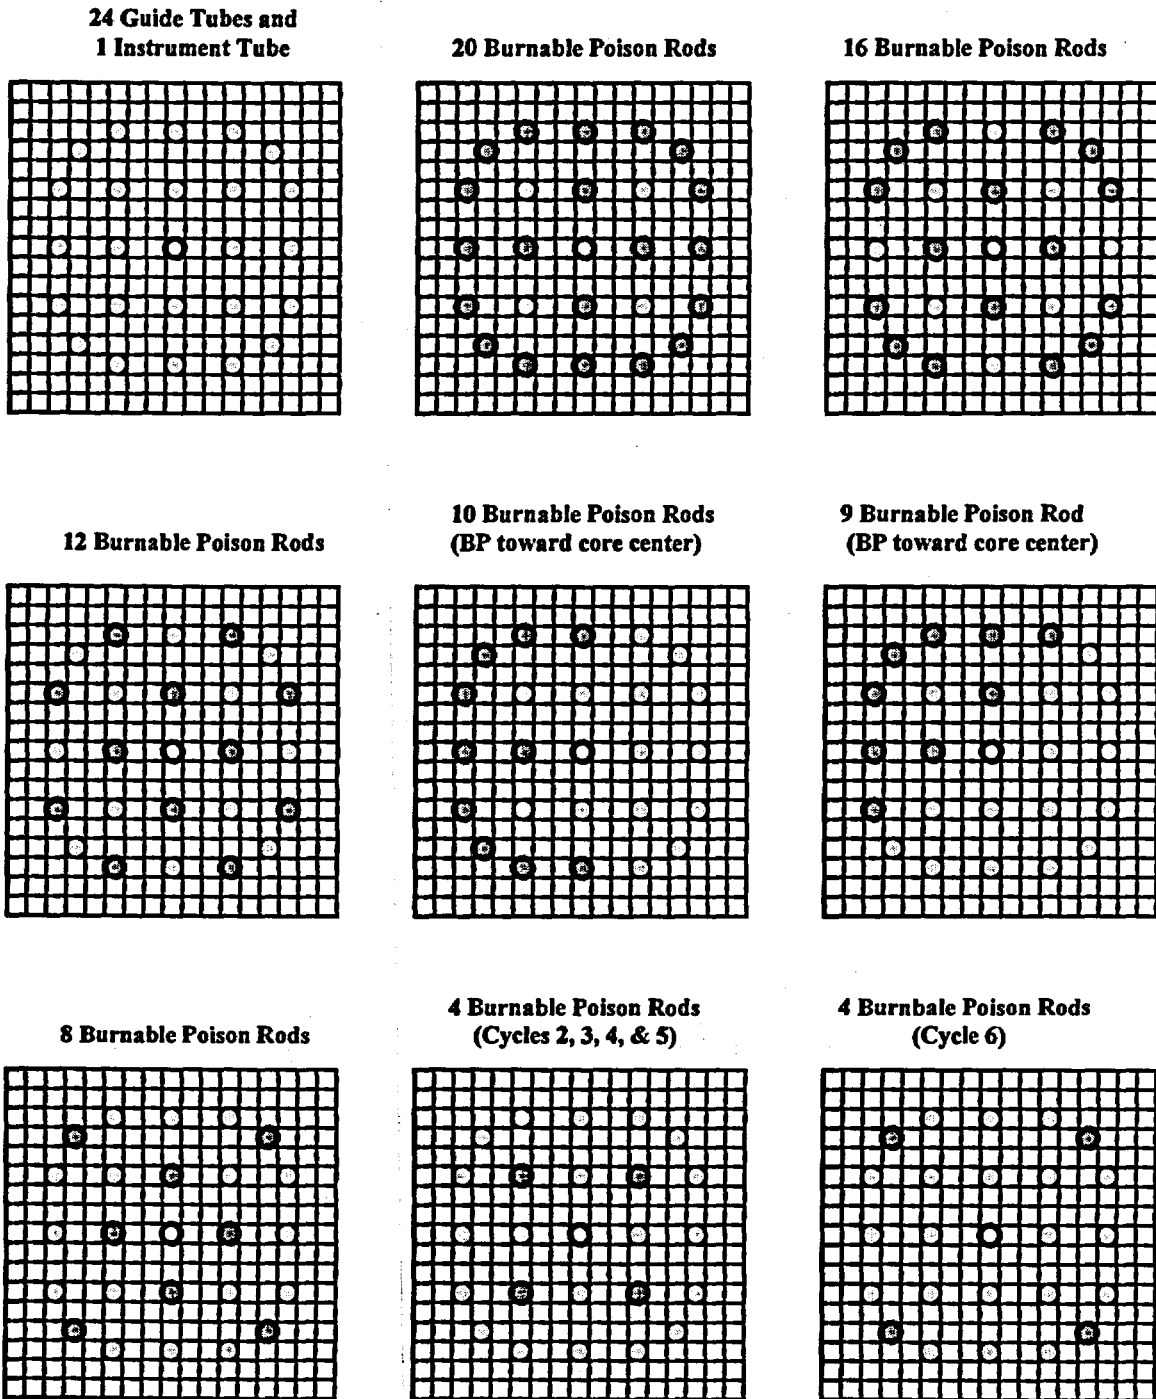 24 Guide Tubes and
1 Instrument Tube
20 Burnable Poison Rods
16 Burnable Poison Rods
12 Burnable Poison Rods
10 Burnable Poison Rods
(BP toward core center)
9 Burnable Poison Rod
(BP toward core center)
8 Burnable Poison Rods
4 Burnable Poison Rods
(Cycles 2, 3, 4, & 5)
4 Burnbale Poison Rods
(Cycle 6)